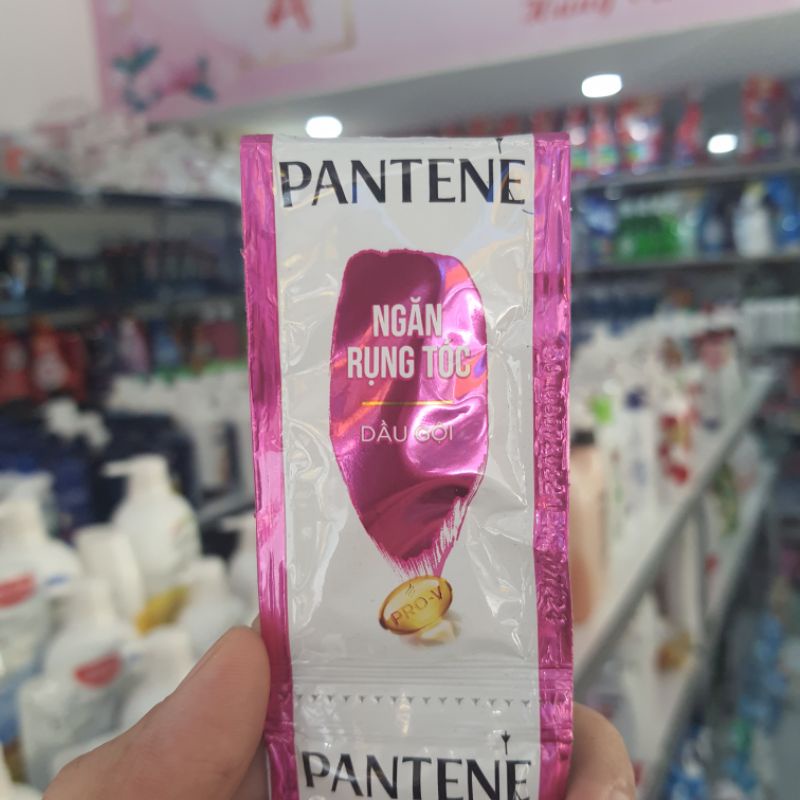 PANTENE
NGĂN
RỤNG TÓC
DẦU GỘI
PRO-V
PANTENE